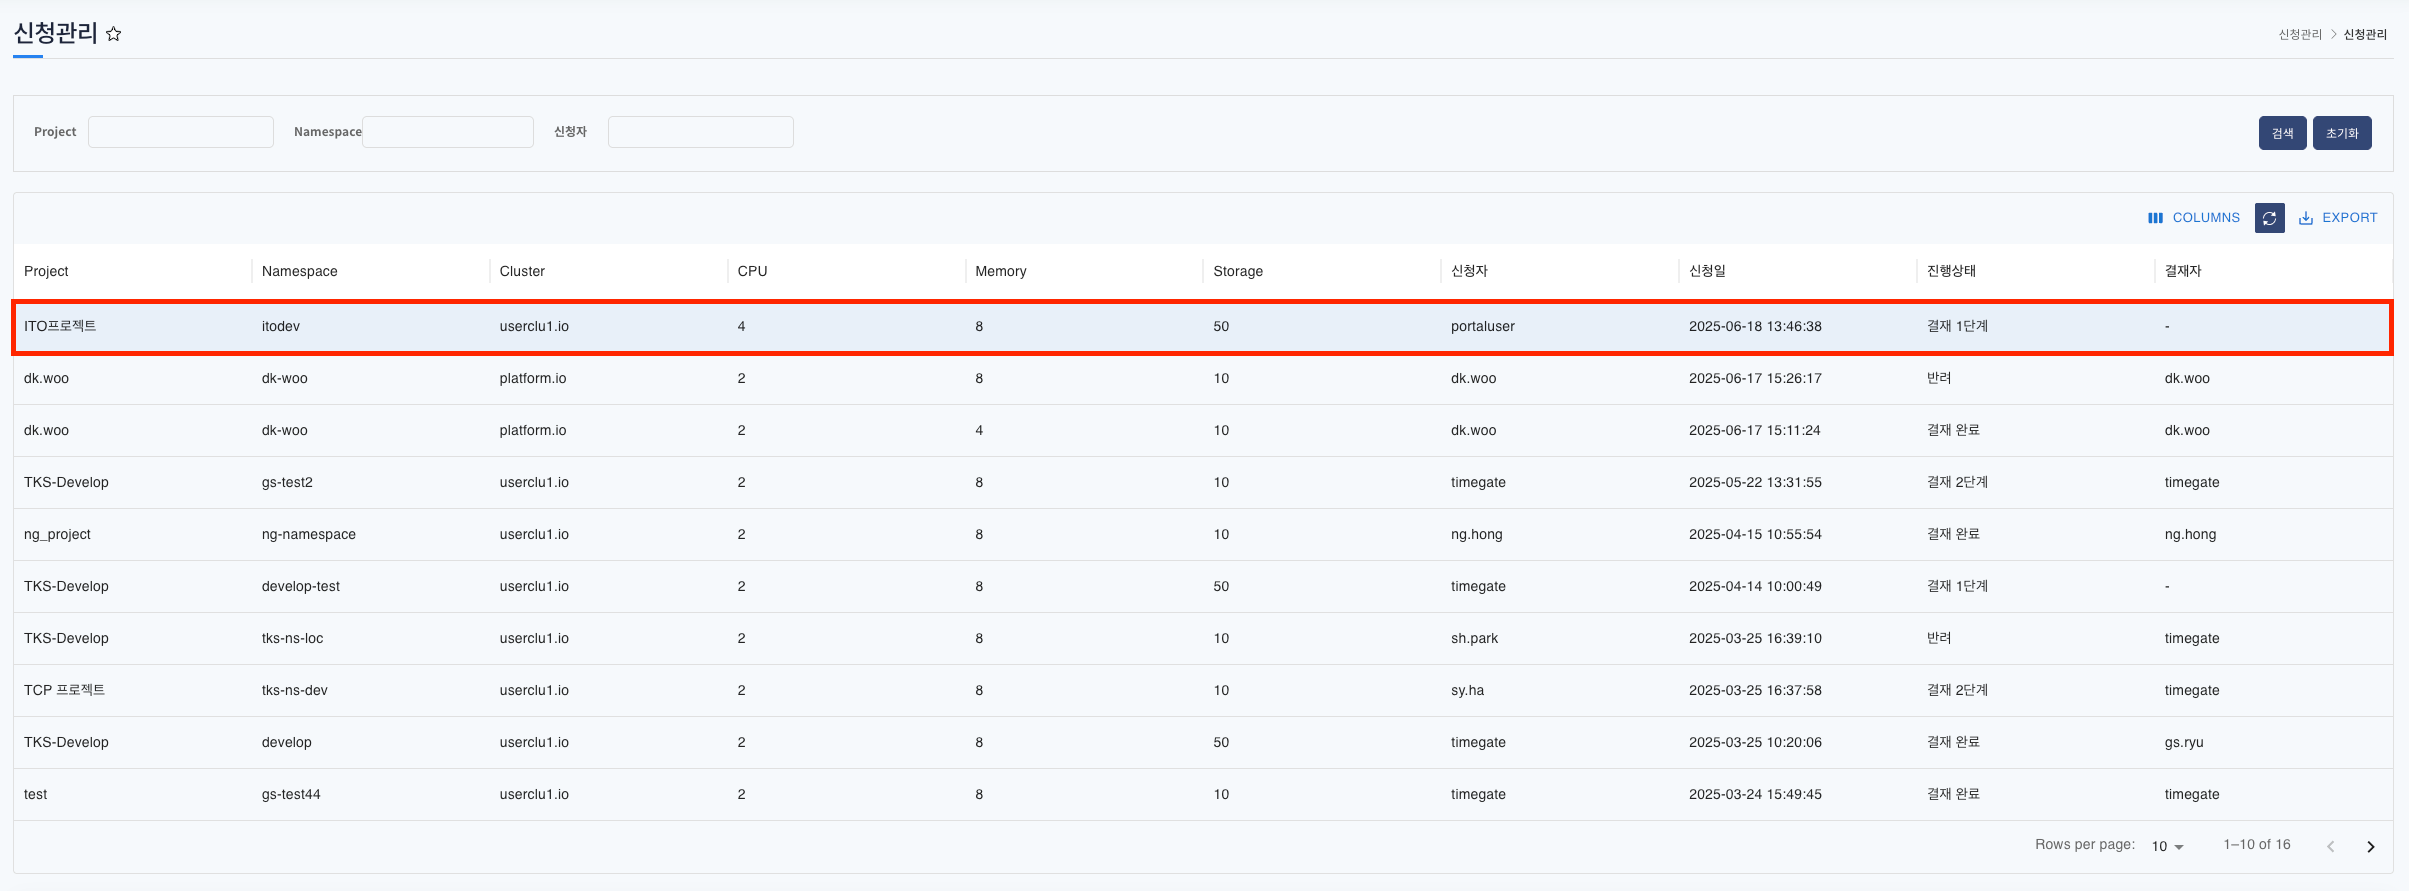 신청관리
신청관리 > 신청관리
Project Namespace 신청자 검색 초기화
COLUMNS EXPORT
Project Namespace Cluster CPU Memory Storage 신청자 신청일 진행상태 결재자
ITO프로젝트 itodev userclu1.io 4 8 50 portaluser 2025-06-18 13:46:38 결재 1단계 -
dk.woo dk-woo platform.io 2 8 10 dk.woo 2025-06-17 15:26:17 반려 dk.woo
dk.woo dk-woo platform.io 2 4 10 dk.woo 2025-06-17 15:11:24 결재 완료 dk.woo
TKS-Develop gs-test2 userclu1.io 2 8 10 timegate 2025-05-22 13:31:55 결재 2단계 timegate
ng_project ng-namespace userclu1.io 2 8 10 ng.hong 2025-04-15 10:55:54 결재 완료 ng.hong
TKS-Develop develop-test userclu1.io 2 8 50 timegate 2025-04-14 10:00:49 결재 1단계 -
TKS-Develop tks-ns-loc userclu1.io 2 8 10 sh.park 2025-03-25 16:39:10 반려 timegate
TCP 프로젝트 tks-ns-dev userclu1.io 2 8 10 sy.ha 2025-03-25 16:37:58 결재 2단계 timegate
TKS-Develop develop userclu1.io 2 8 50 timegate 2025-03-25 10:20:06 결재 완료 gs.ryu
test gs-test44 userclu1.io 2 8 10 timegate 2025-03-24 15:49:45 결재 완료 timegate
Rows per page: 10 1–10 of 16